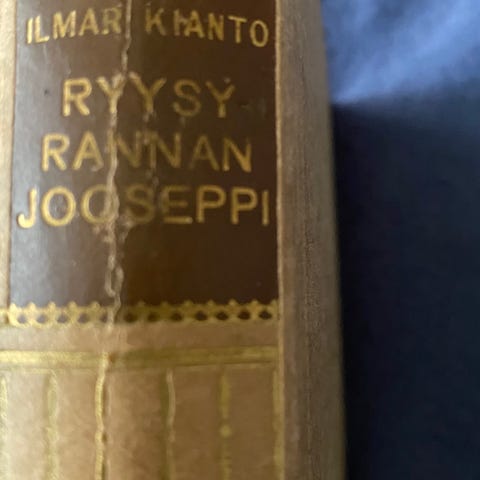 ILMARI KIANTO
RYYSY
RANNAN
JOOSEPPI